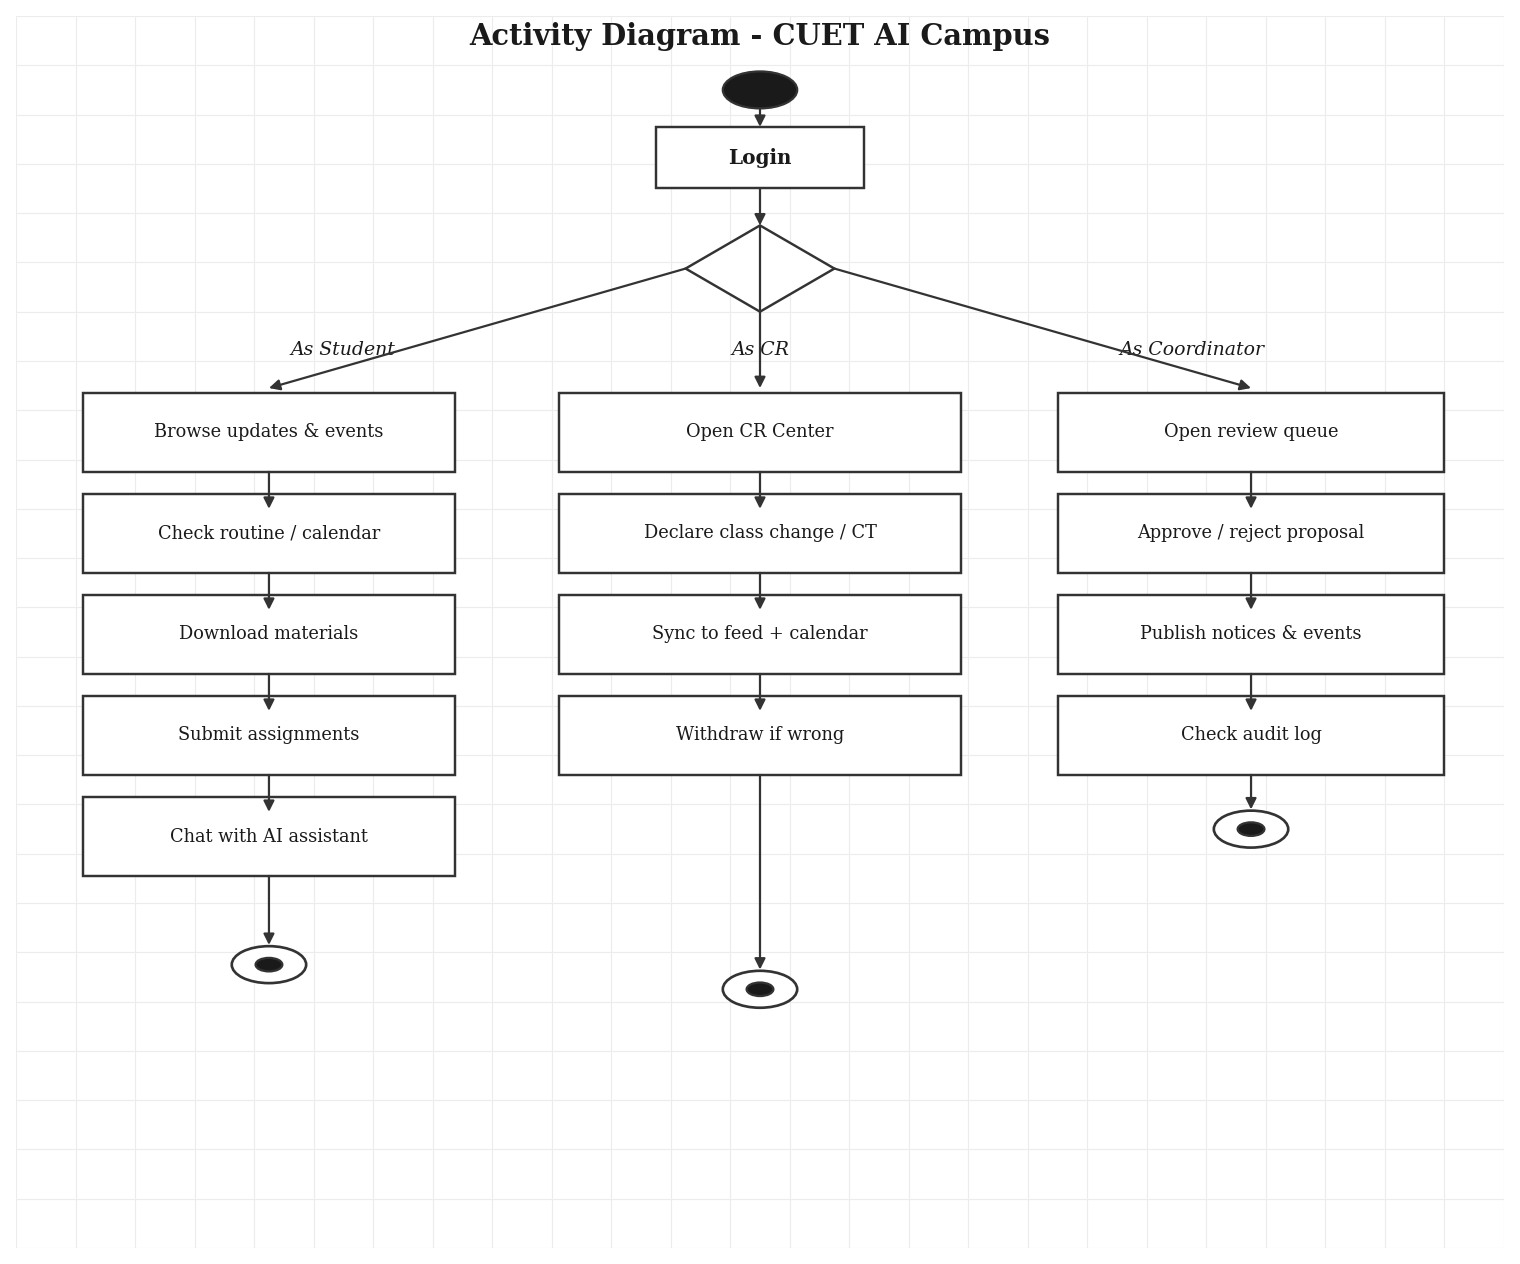 Activity Diagram - CUET AI Campus
Login
As Student
As CR
As Coordinator
Browse updates & events
Open CR Center
Open review queue
Check routine / calendar
Declare class change / CT
Approve / reject proposal
Download materials
Sync to feed + calendar
Publish notices & events
Submit assignments
Withdraw if wrong
Check audit log
Chat with AI assistant